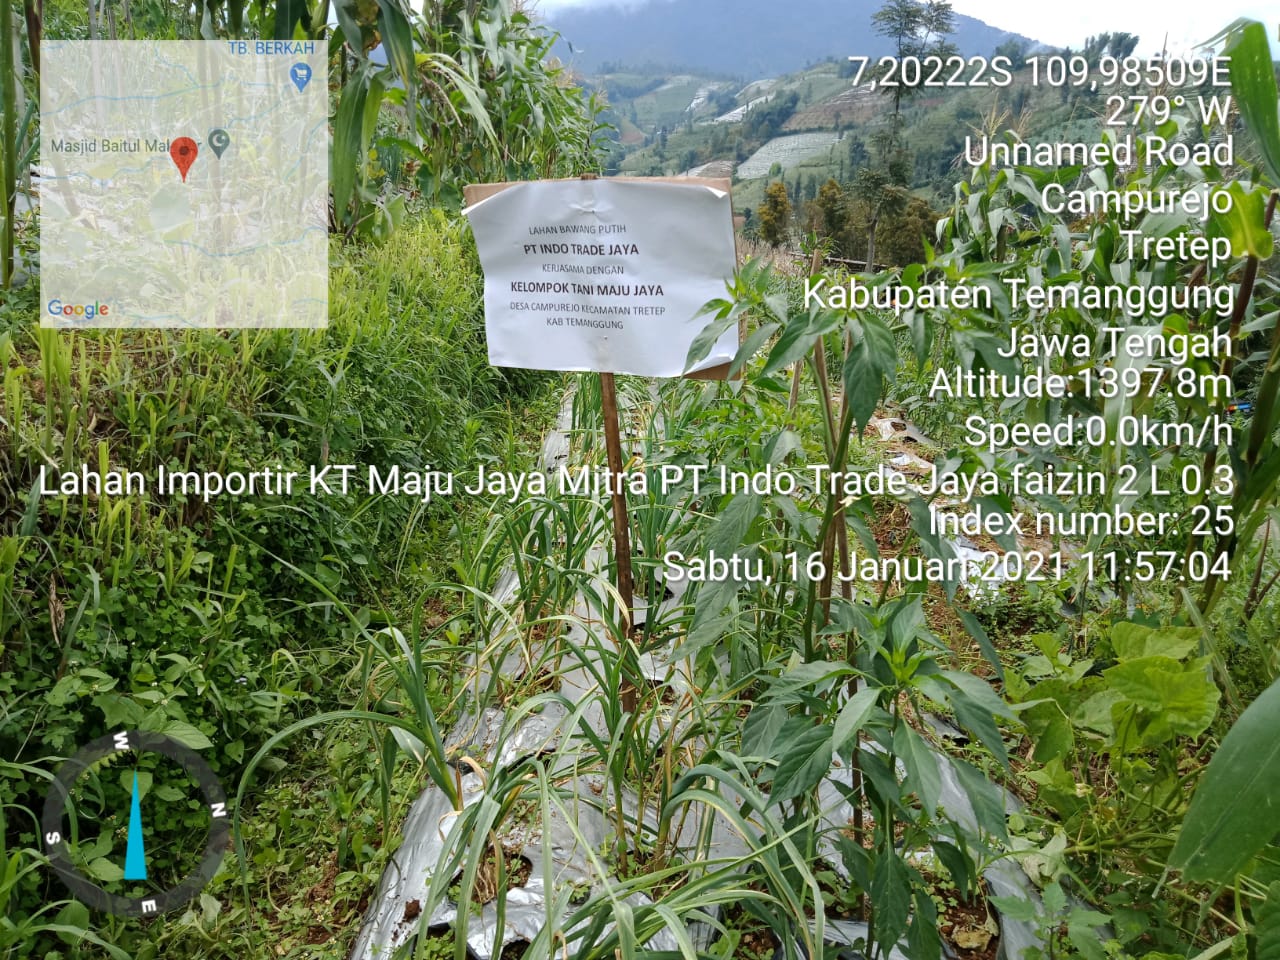 TB. BERKAH
Masjid Baitul
Google
7,20222S 109,98509E
279° W
Unnamed Road
Campurejo
Tretep
Kabupaten Temanggung
Jawa Tengah
Altitude:1397.8m
Speed:0.0km/h
Lahan Importir KT Maju Jaya Mitra PT Indo Trade Jaya faizin 2 L 0.3
Index number: 25
Sabtu, 16 Januari 2021 11:57:04
LAHAN BAWANG PUTIH
PT INDO TRADE JAYA
KERJASAMA DENGAN
KELOMPOK TANI MAJU JAYA
DESA CAMPUREJO KECAMATAN TRETEP
KAB TEMANGGUNG
W
N
S
E